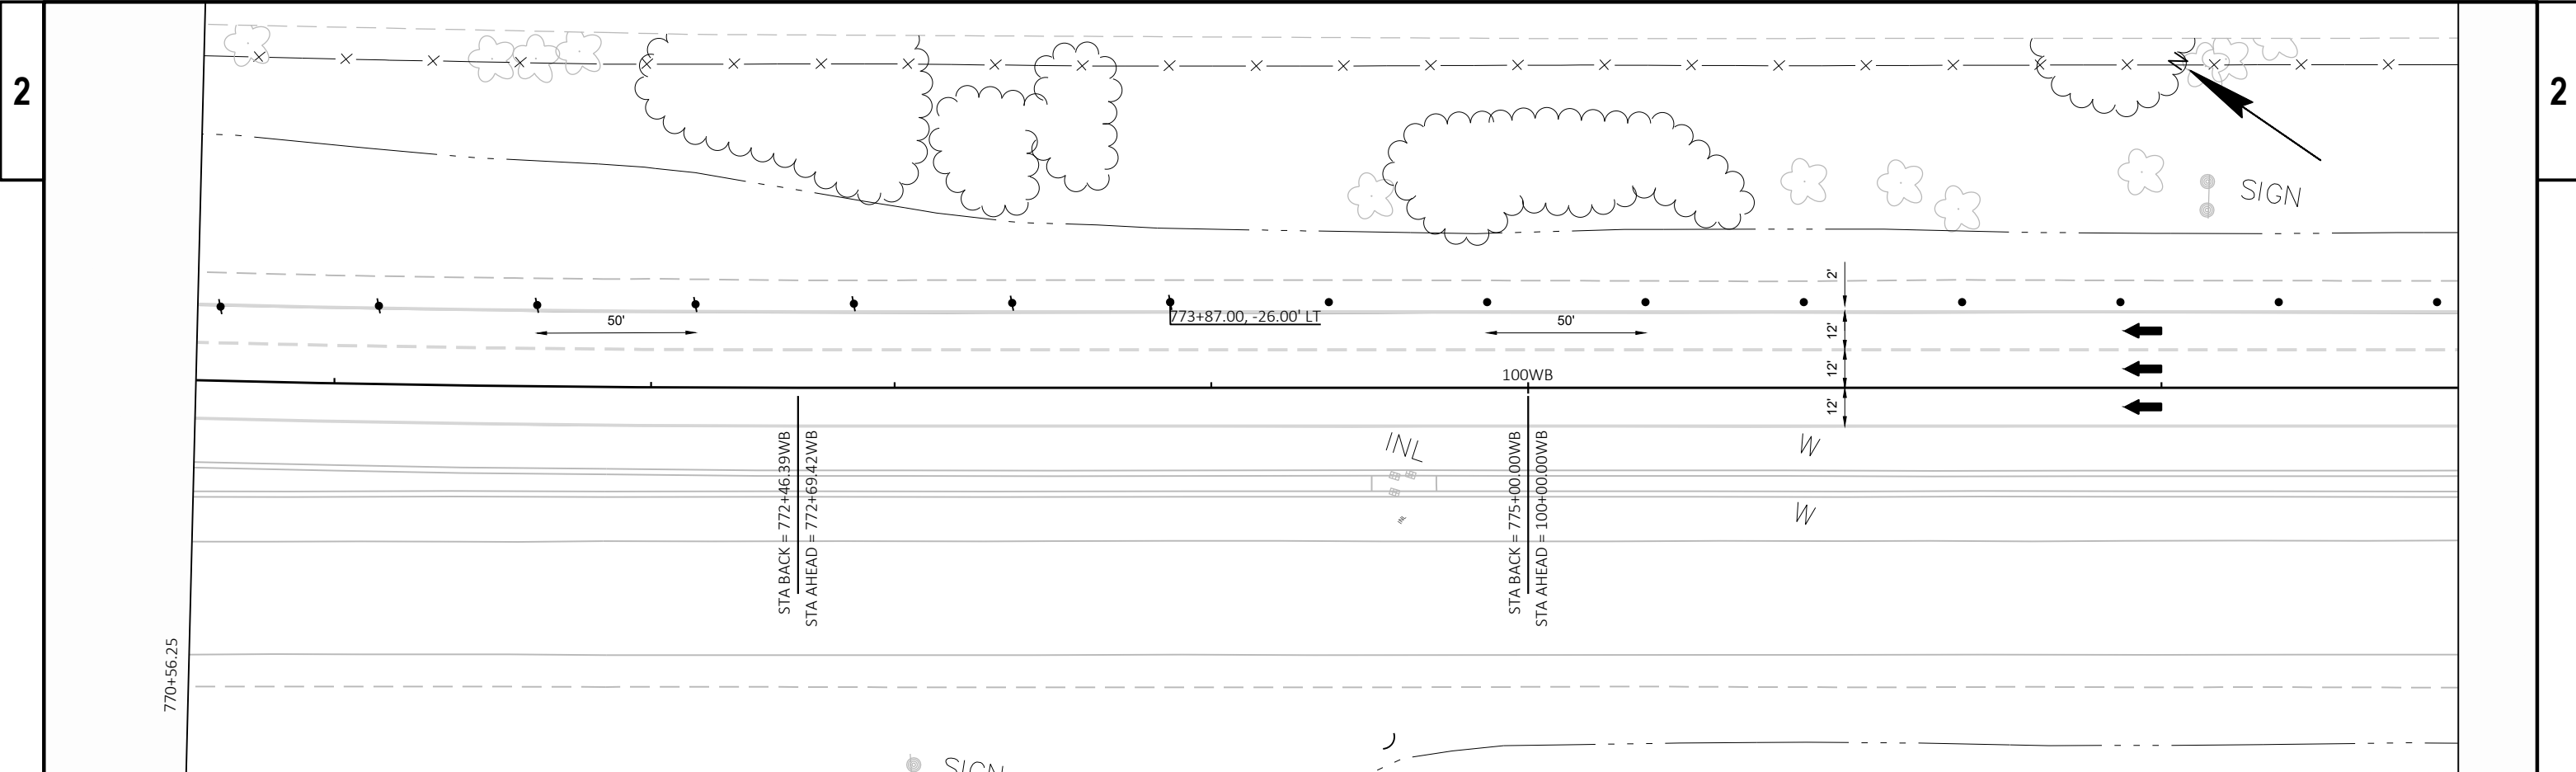 2
2
N
SIGN
2'
773+87.00, -26.00' LT
50'
50'
12'
12'
100WB
12'
STA BACK = 772+46.39WB
STA AHEAD = 772+69.42WB
INL
STA BACK = 775+00.00WB
STA AHEAD = 100+00.00WB
W
W
INL
770+56.25
SIGN